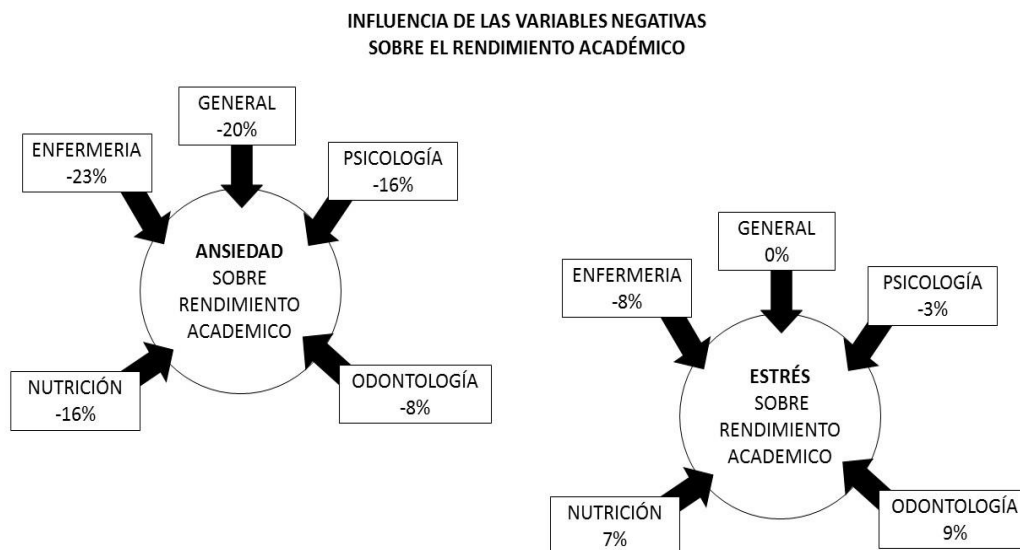 INFLUENCIA DE LAS VARIABLES NEGATIVAS
SOBRE EL RENDIMIENTO ACADÉMICO
GENERAL
-20%
ENFERMERIA
-23%
PSICOLOGÍA
-16%
ANSIEDAD
SOBRE
RENDIMIENTO
ACADEMICO
NUTRICIÓN
-16%
ODONTOLOGÍA
-8%
GENERAL
0%
ENFERMERIA
-8%
PSICOLOGÍA
-3%
ESTRÉS
SOBRE
RENDIMIENTO
ACADEMICO
NUTRICIÓN
7%
ODONTOLOGÍA
9%